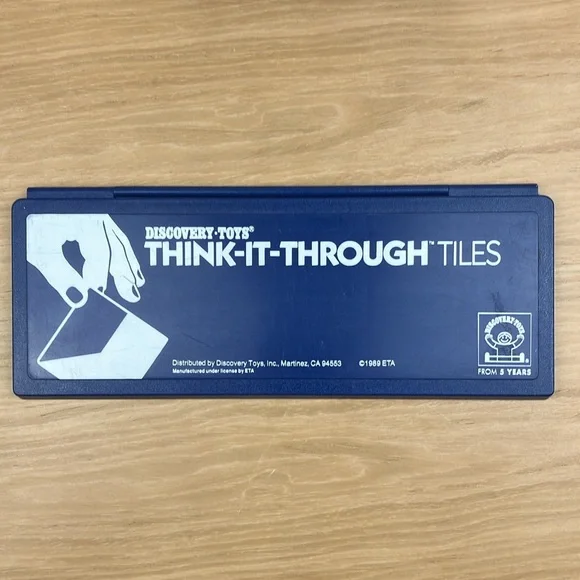 DISCOVERY·TOYS®
THINK-IT-THROUGH™ TILES
Distributed by Discovery Toys, Inc., Martinez, CA 94553 ©1989 ETA
Manufactured under license by ETA
DISCOVERY TOYS
®
FROM 5 YEARS